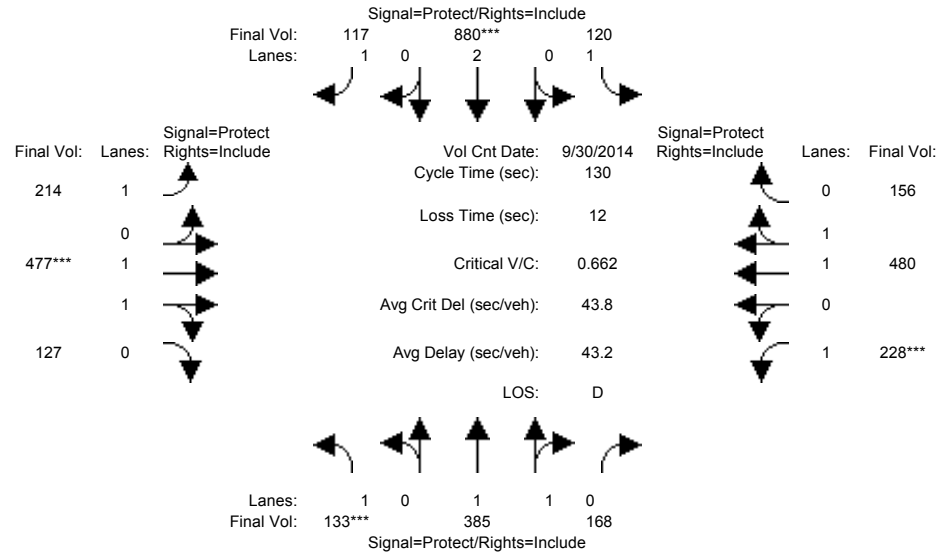 Signal=Protect/Rights=Include
Final Vol: 117 880*** 120
Lanes: 1 0 2 0 1
Signal=Protect Signal=Protect
Final Vol: Lanes: Rights=Include Vol Cnt Date: 9/30/2014 Rights=Include Lanes: Final Vol:
Cycle Time (sec): 130
214 1 0 156
Loss Time (sec): 12
0 1
477*** 1 Critical V/C: 0.662 1 480
1 Avg Crit Del (sec/veh): 43.8 0
127 0 Avg Delay (sec/veh): 43.2 1 228***
LOS: D
Lanes: 1 0 1 1 0
Final Vol: 133*** 385 168
Signal=Protect/Rights=Include